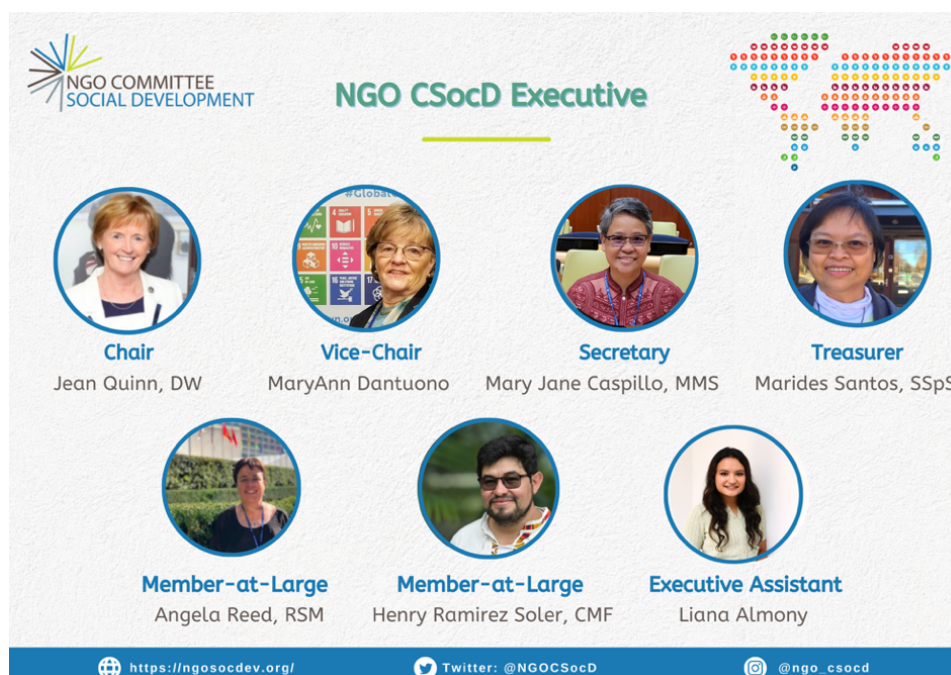 NGO COMMITTEE
SOCIAL DEVELOPMENT
NGO CSocD Executive
#Global
Chair
Jean Quinn, DW
Vice-Chair
MaryAnn Dantuono
Secretary
Mary Jane Caspillo, MMS
Treasurer
Marides Santos, SSpS
Member-at-Large
Angela Reed, RSM
Member-at-Large
Henry Ramirez Soler, CMF
Executive Assistant
Liana Almony
https://ngosocdev.org/
Twitter: @NGOCSocD
@ngo_csocd